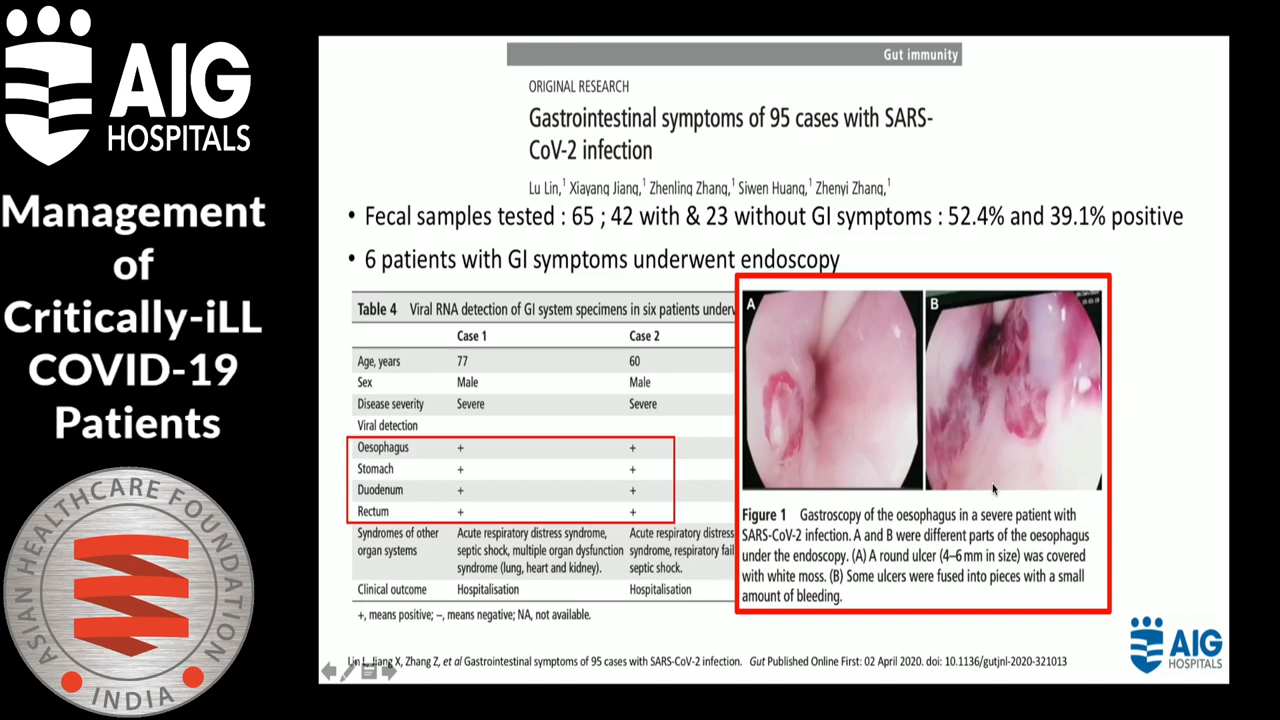 AIG
HOSPITALS
Management
of
Critically-iLL
COVID-19
Patients
ASIAN HEALTHCARE FOUNDATION
INDIA
Gut immunity
ORIGINAL RESEARCH
Gastrointestinal symptoms of 95 cases with SARS-
CoV-2 infection
Lu Lin,1 Xiayang Jiang,1 Zhenling Zhang,1 Siwen Huang,1 Zhenyi Zhang,1
• Fecal samples tested : 65 ; 42 with & 23 without GI symptoms : 52.4% and 39.1% positive
• 6 patients with GI symptoms underwent endoscopy
Table 4 Viral RNA detection of GI system specimens in six patients
Case 1 Case 2
Age, years 77 60
Sex Male Male
Disease severity Severe Severe
Viral detection
Oesophagus + +
Stomach + +
Duodenum + +
Rectum + +
Syndromes of other Acute respiratory distress syndrome, Acute respiratory distress
organ systems septic shock, multiple organ dysfunction syndrome, respiratory
syndrome (lung, heart and kidney). septic shock.
Clinical outcome Hospitalisation Hospitalisation
+, means positive; –, means negative; NA, not available.
A B
Figure 1 Gastroscopy of the oesophagus in a severe patient with
SARS-CoV-2 infection. A and B were different parts of the oesophagus
under the endoscopy. (A) A round ulcer (4–6 mm in size) was covered
with white moss. (B) Some ulcers were fused into pieces with a small
amount of bleeding.
Lin L, Jiang X, Zhang Z, et al Gastrointestinal symptoms of 95 cases with SARS-CoV-2 infection. Gut Published Online First: 02 April 2020. doi: 10.1136/gutjnl-2020-321013
AIG
HOSPITALS